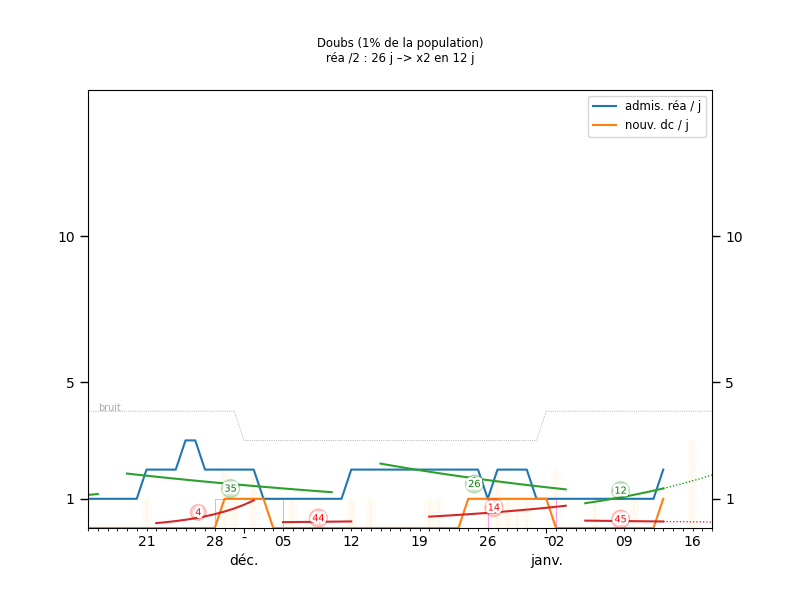 Doubs (1% de la population)
réa /2 : 26 j –> x2 en 12 j
admis. réa / j
nouv. dc / j
10 10
5 5
bruit
35 26 12
4 44 14 45
1 1
21 28 - 05 12 19 26 - 02 09 16
déc. janv.